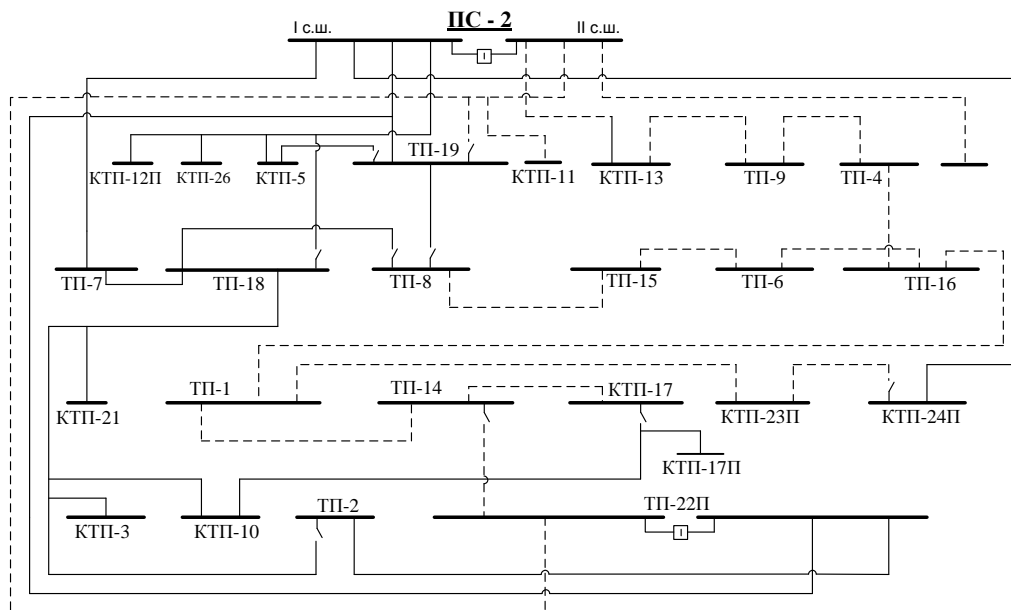 ПС - 2
I с.ш.
II с.ш.
ТП-19
КТП-12П
КТП-26
КТП-5
КТП-11
КТП-13
ТП-9
ТП-4
ТП-7
ТП-18
ТП-8
ТП-15
ТП-6
ТП-16
ТП-1
ТП-14
КТП-17
КТП-21
КТП-23П
КТП-24П
КТП-17П
ТП-2
ТП-22П
КТП-3
КТП-10